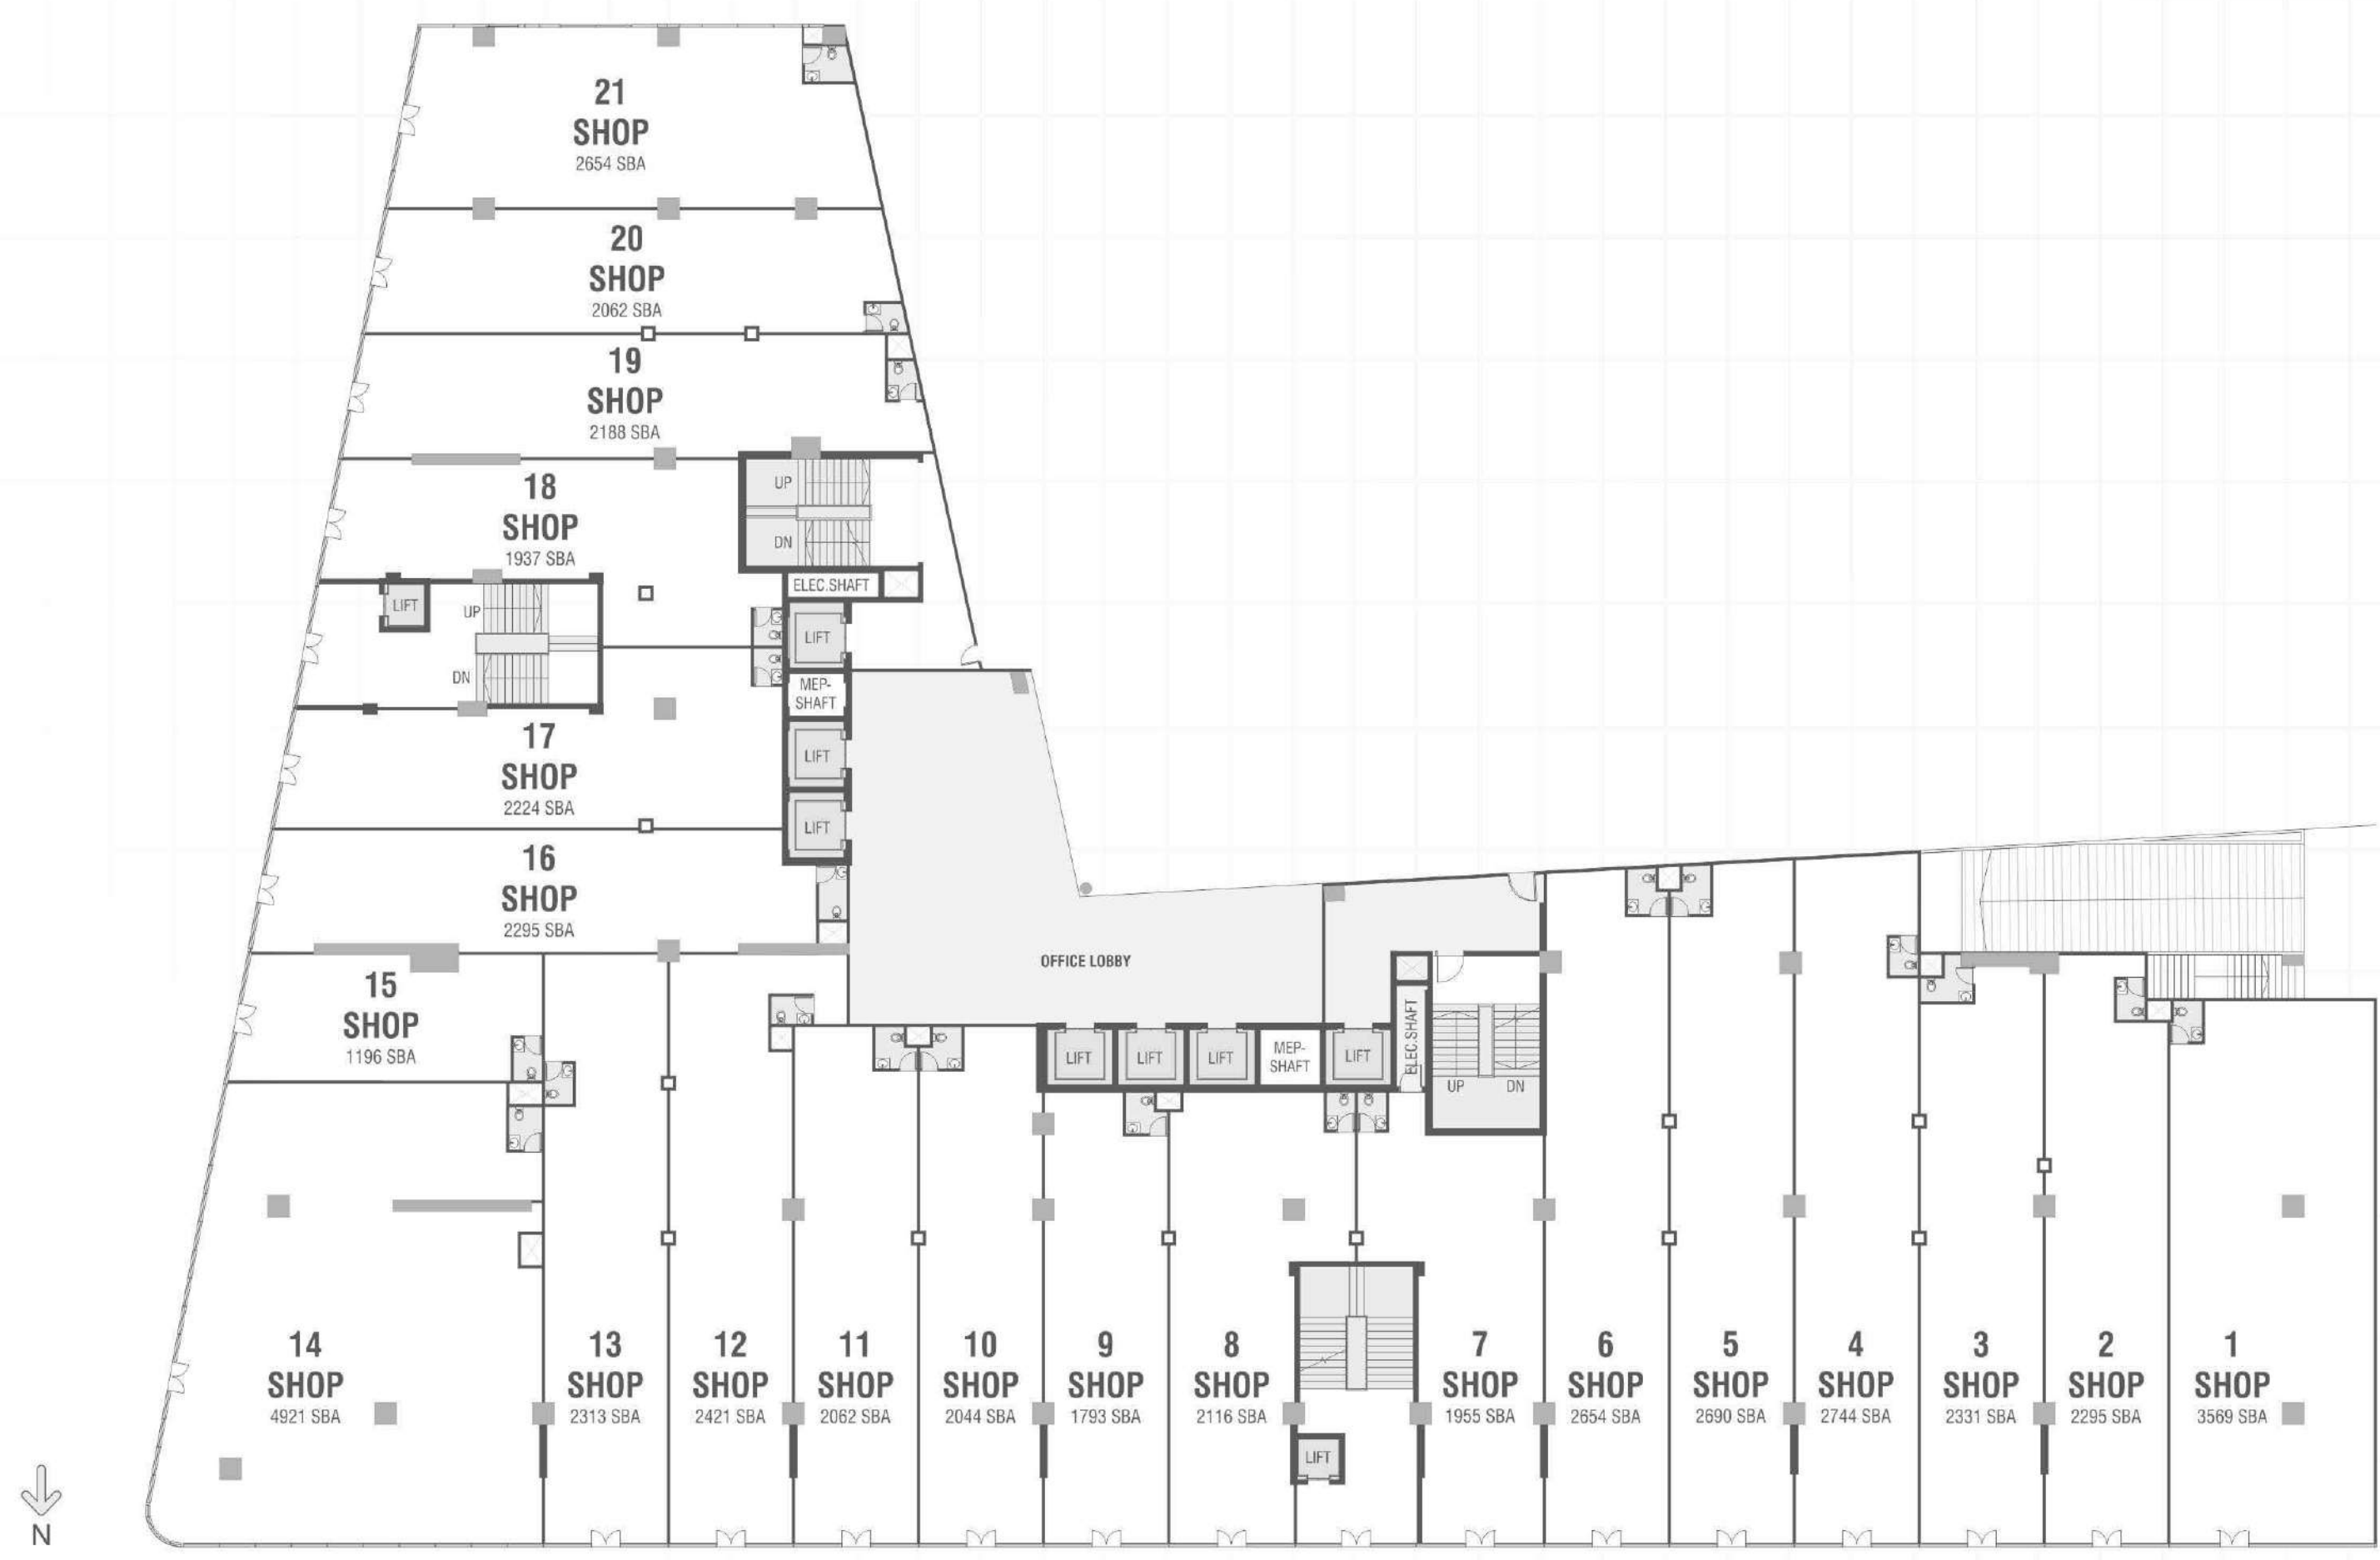 21
SHOP
2654 SBA
20
SHOP
2062 SBA
19
SHOP
2188 SBA
18
SHOP
1937 SBA
UP
DN
ELEC.SHAFT
LIFT
UP
DN
LIFT
MEP-
SHAFT
LIFT
LIFT
17
SHOP
2224 SBA
16
SHOP
2295 SBA
15
SHOP
1196 SBA
OFFICE LOBBY
LIFT
LIFT
LIFT
MEP-
SHAFT
LIFT
ELEC.SHAFT
UP
DN
14
SHOP
4921 SBA
13
SHOP
2313 SBA
12
SHOP
2421 SBA
11
SHOP
2062 SBA
10
SHOP
2044 SBA
9
SHOP
1793 SBA
8
SHOP
2116 SBA
LIFT
7
SHOP
1955 SBA
6
SHOP
2654 SBA
5
SHOP
2690 SBA
4
SHOP
2744 SBA
3
SHOP
2331 SBA
2
SHOP
2295 SBA
1
SHOP
3569 SBA
N